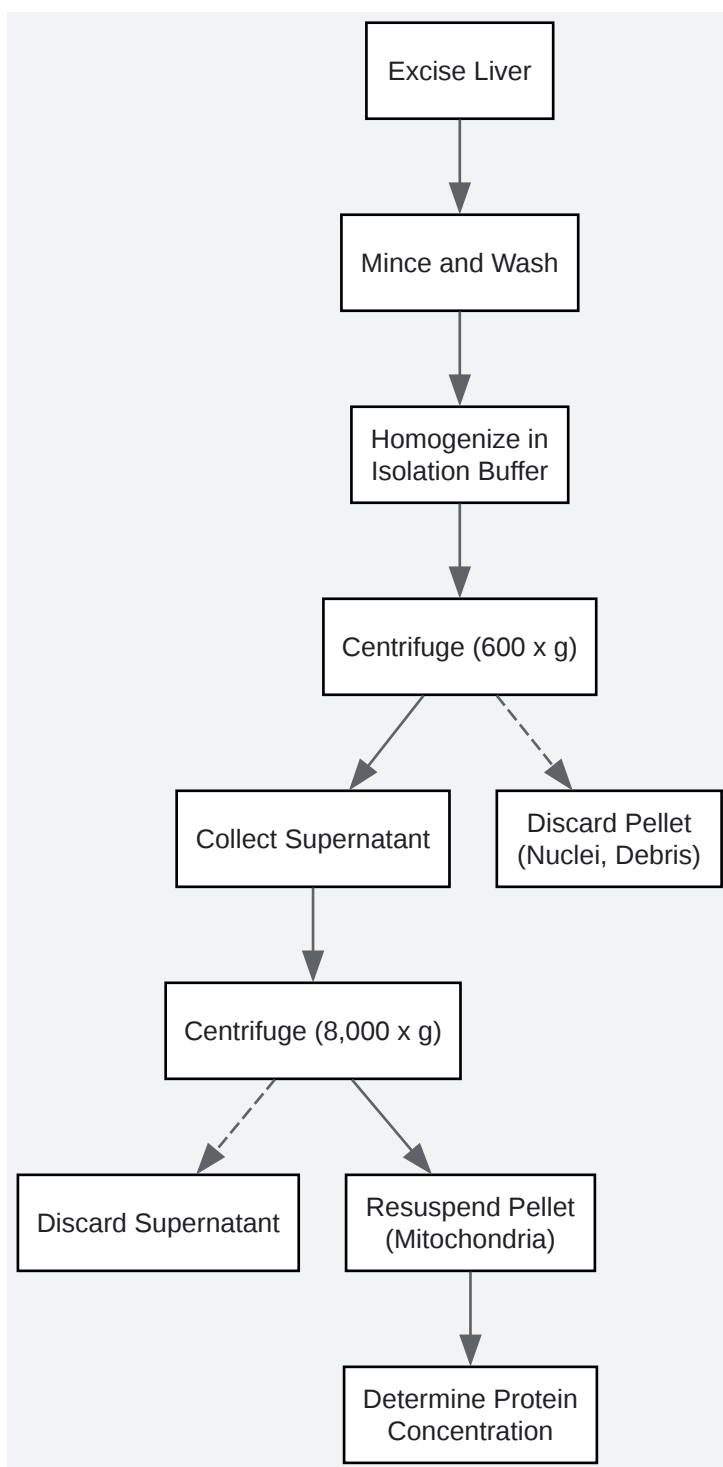 Excise Liver
Mince and Wash
Homogenize in
Isolation Buffer
Centrifuge (600 x g)
Collect Supernatant
Discard Pellet
(Nuclei, Debris)
Centrifuge (8,000 x g)
Discard Supernatant
Resuspend Pellet
(Mitochondria)
Determine Protein
Concentration